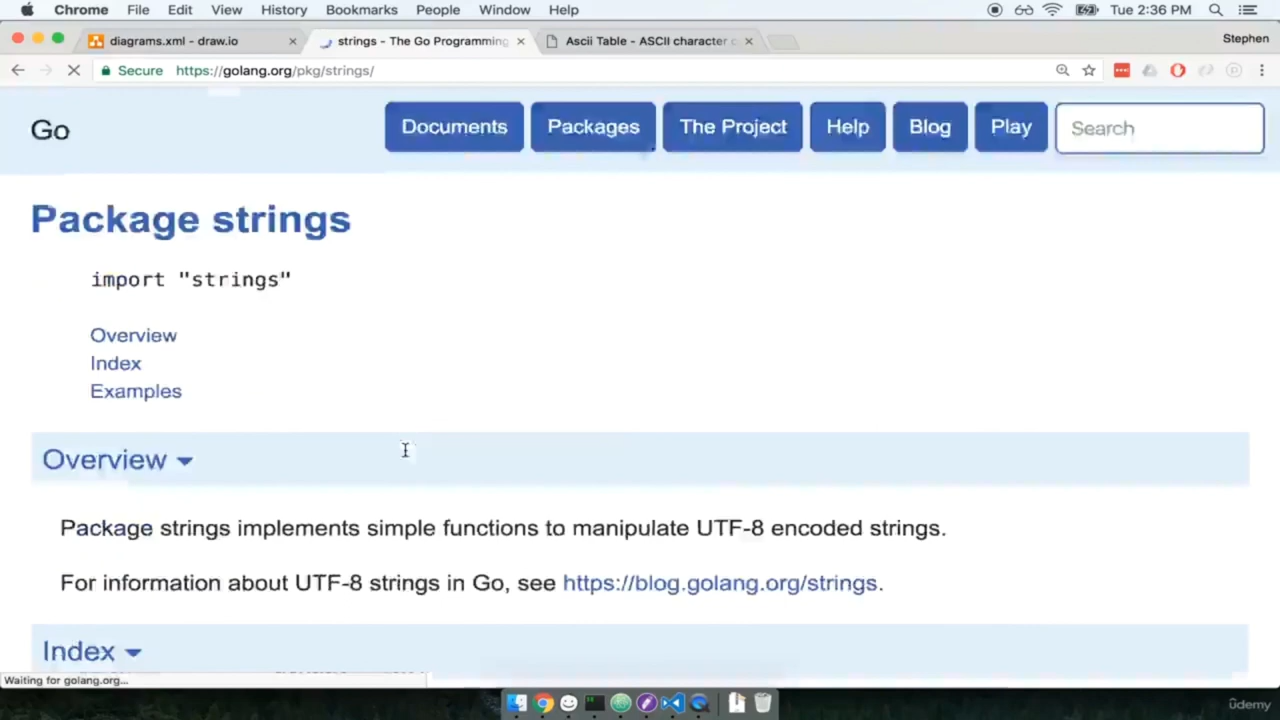 Chrome File Edit View History Bookmarks People Window Help Tue 2:36 PM
diagrams.xml - draw.io strings - The Go Programming Ascii Table - ASCII character c Stephen
Secure https://golang.org/pkg/strings/
Go Documents Packages The Project Help Blog Play Search
Package strings
import "strings"
Overview
Index
Examples
Overview
Package strings implements simple functions to manipulate UTF-8 encoded strings.
For information about UTF-8 strings in Go, see https://blog.golang.org/strings.
Index
Waiting for golang.org...
ûdemy